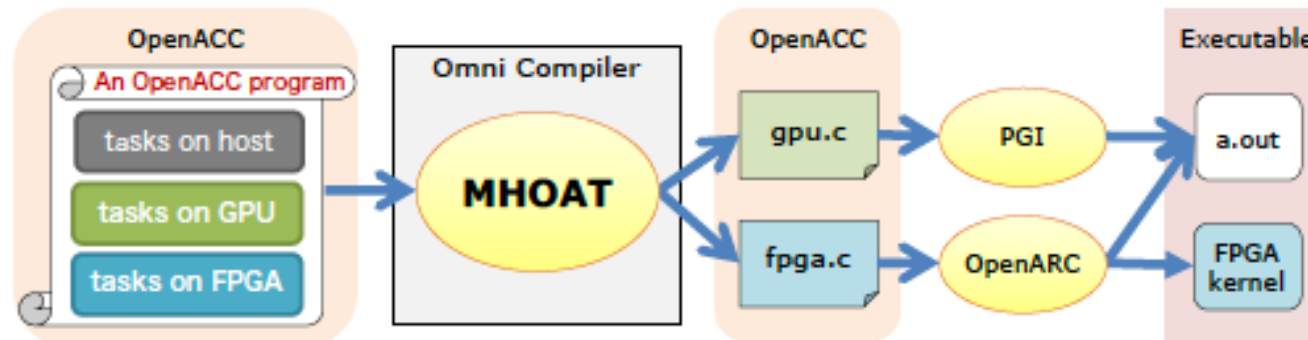 OpenACC
An OpenACC program
tasks on host
tasks on GPU
tasks on FPGA
Omni Compiler
MHOAT
OpenACC
gpu.c
fpga.c
PGI
OpenARC
Executable
a.out
FPGA
kernel